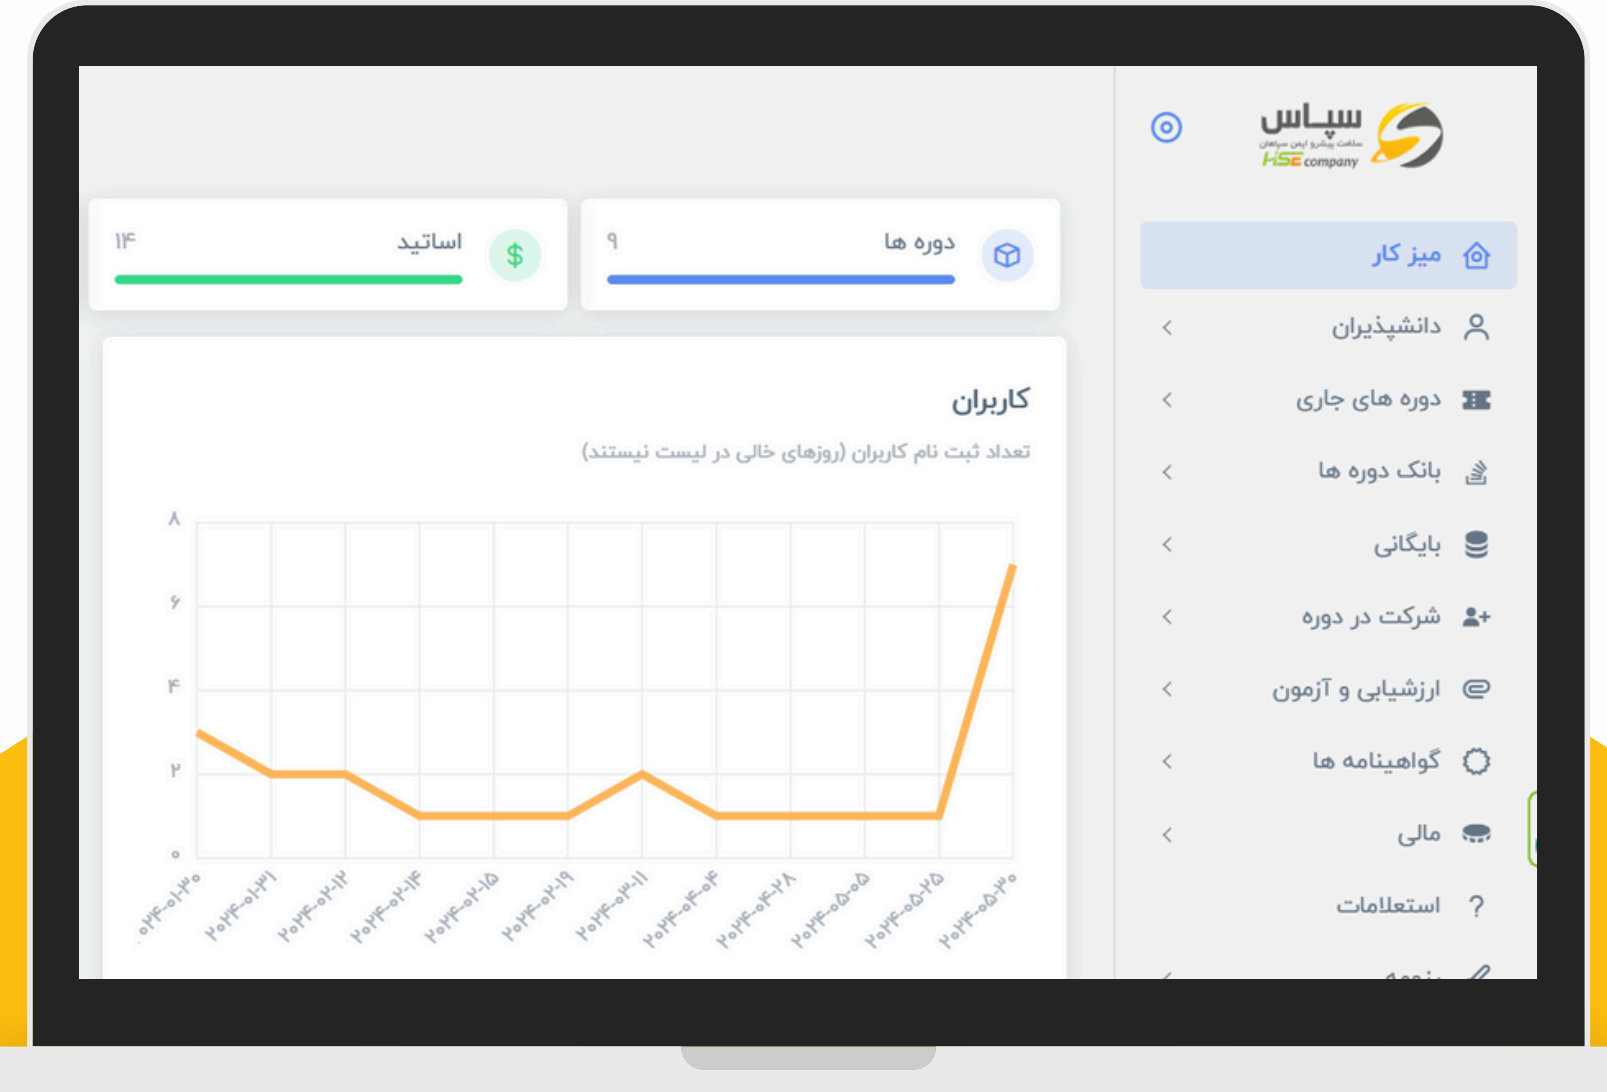 سپاس
سلامت پیشرو ایمن سپاهان
HSE company
میز کار
دانشپذیران
دوره های جاری
بانک دوره ها
بایگانی
شرکت در دوره
ارزشیابی و آزمون
گواهینامه ها
مالی
استعلامات
دوره ها
۹
اساتید
۱۴
کاربران
تعداد ثبت نام کاربران (روزهای خالی در لیست نیستند)
۸
۶
۴
۲
۰
۰۲۴-۰۱-۳۰
۲۰۲۴-۰۱-۳۱
۲۰۲۴-۰۲-۱۲
۲۰۲۴-۰۲-۱۴
۲۰۲۴-۰۲-۱۵
۲۰۲۴-۰۲-۱۹
۲۰۲۴-۰۳-۱۱
۲۰۲۴-۰۴-۰۴
۲۰۲۴-۰۴-۲۸
۲۰۲۴-۰۵-۰۵
۲۰۲۴-۰۵-۲۵
۲۰۲۴-۰۵-۳۰